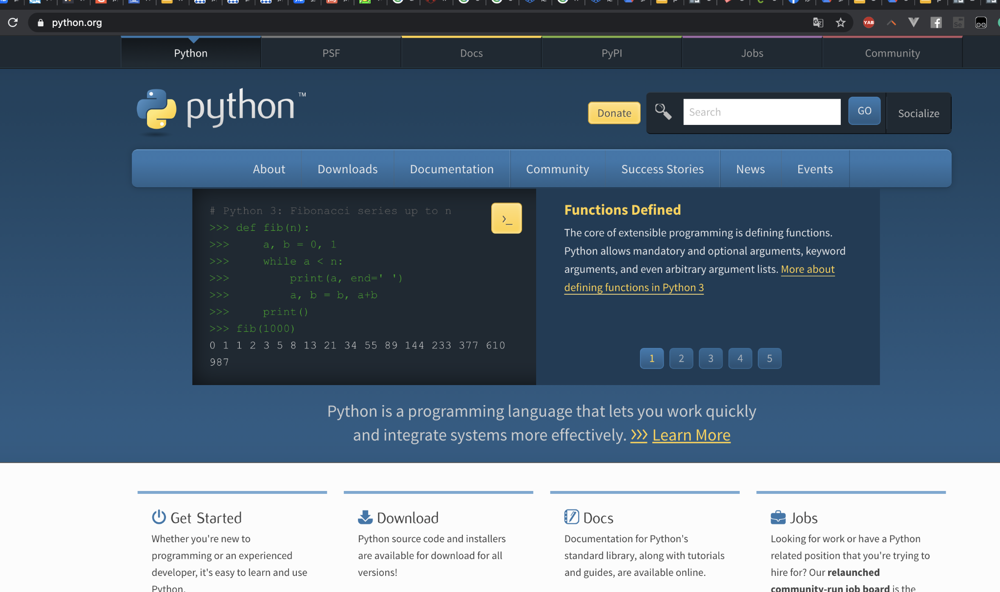 python.org
YAB
Se
Python
PSF
Docs
PyPI
Jobs
Community
python™
Donate
Search
GO
Socialize
About
Downloads
Documentation
Community
Success Stories
News
Events
# Python 3: Fibonacci series up to n
>>> def fib(n):
>>>     a, b = 0, 1
>>>     while a < n:
>>>         print(a, end=' ')
>>>         a, b = b, a+b
>>>     print()
>>> fib(1000)
0 1 1 2 3 5 8 13 21 34 55 89 144 233 377 610
987
>_
Functions Defined
The core of extensible programming is defining functions.
Python allows mandatory and optional arguments, keyword
arguments, and even arbitrary argument lists. More about
defining functions in Python 3
1
2
3
4
5
Python is a programming language that lets you work quickly
and integrate systems more effectively. >>> Learn More
Get Started
Whether you're new to
programming or an experienced
developer, it's easy to learn and use
Python.
Download
Python source code and installers
are available for download for all
versions!
Docs
Documentation for Python's
standard library, along with tutorials
and guides, are available online.
Jobs
Looking for work or have a Python
related position that you're trying to
hire for? Our relaunched
community-run job board is the